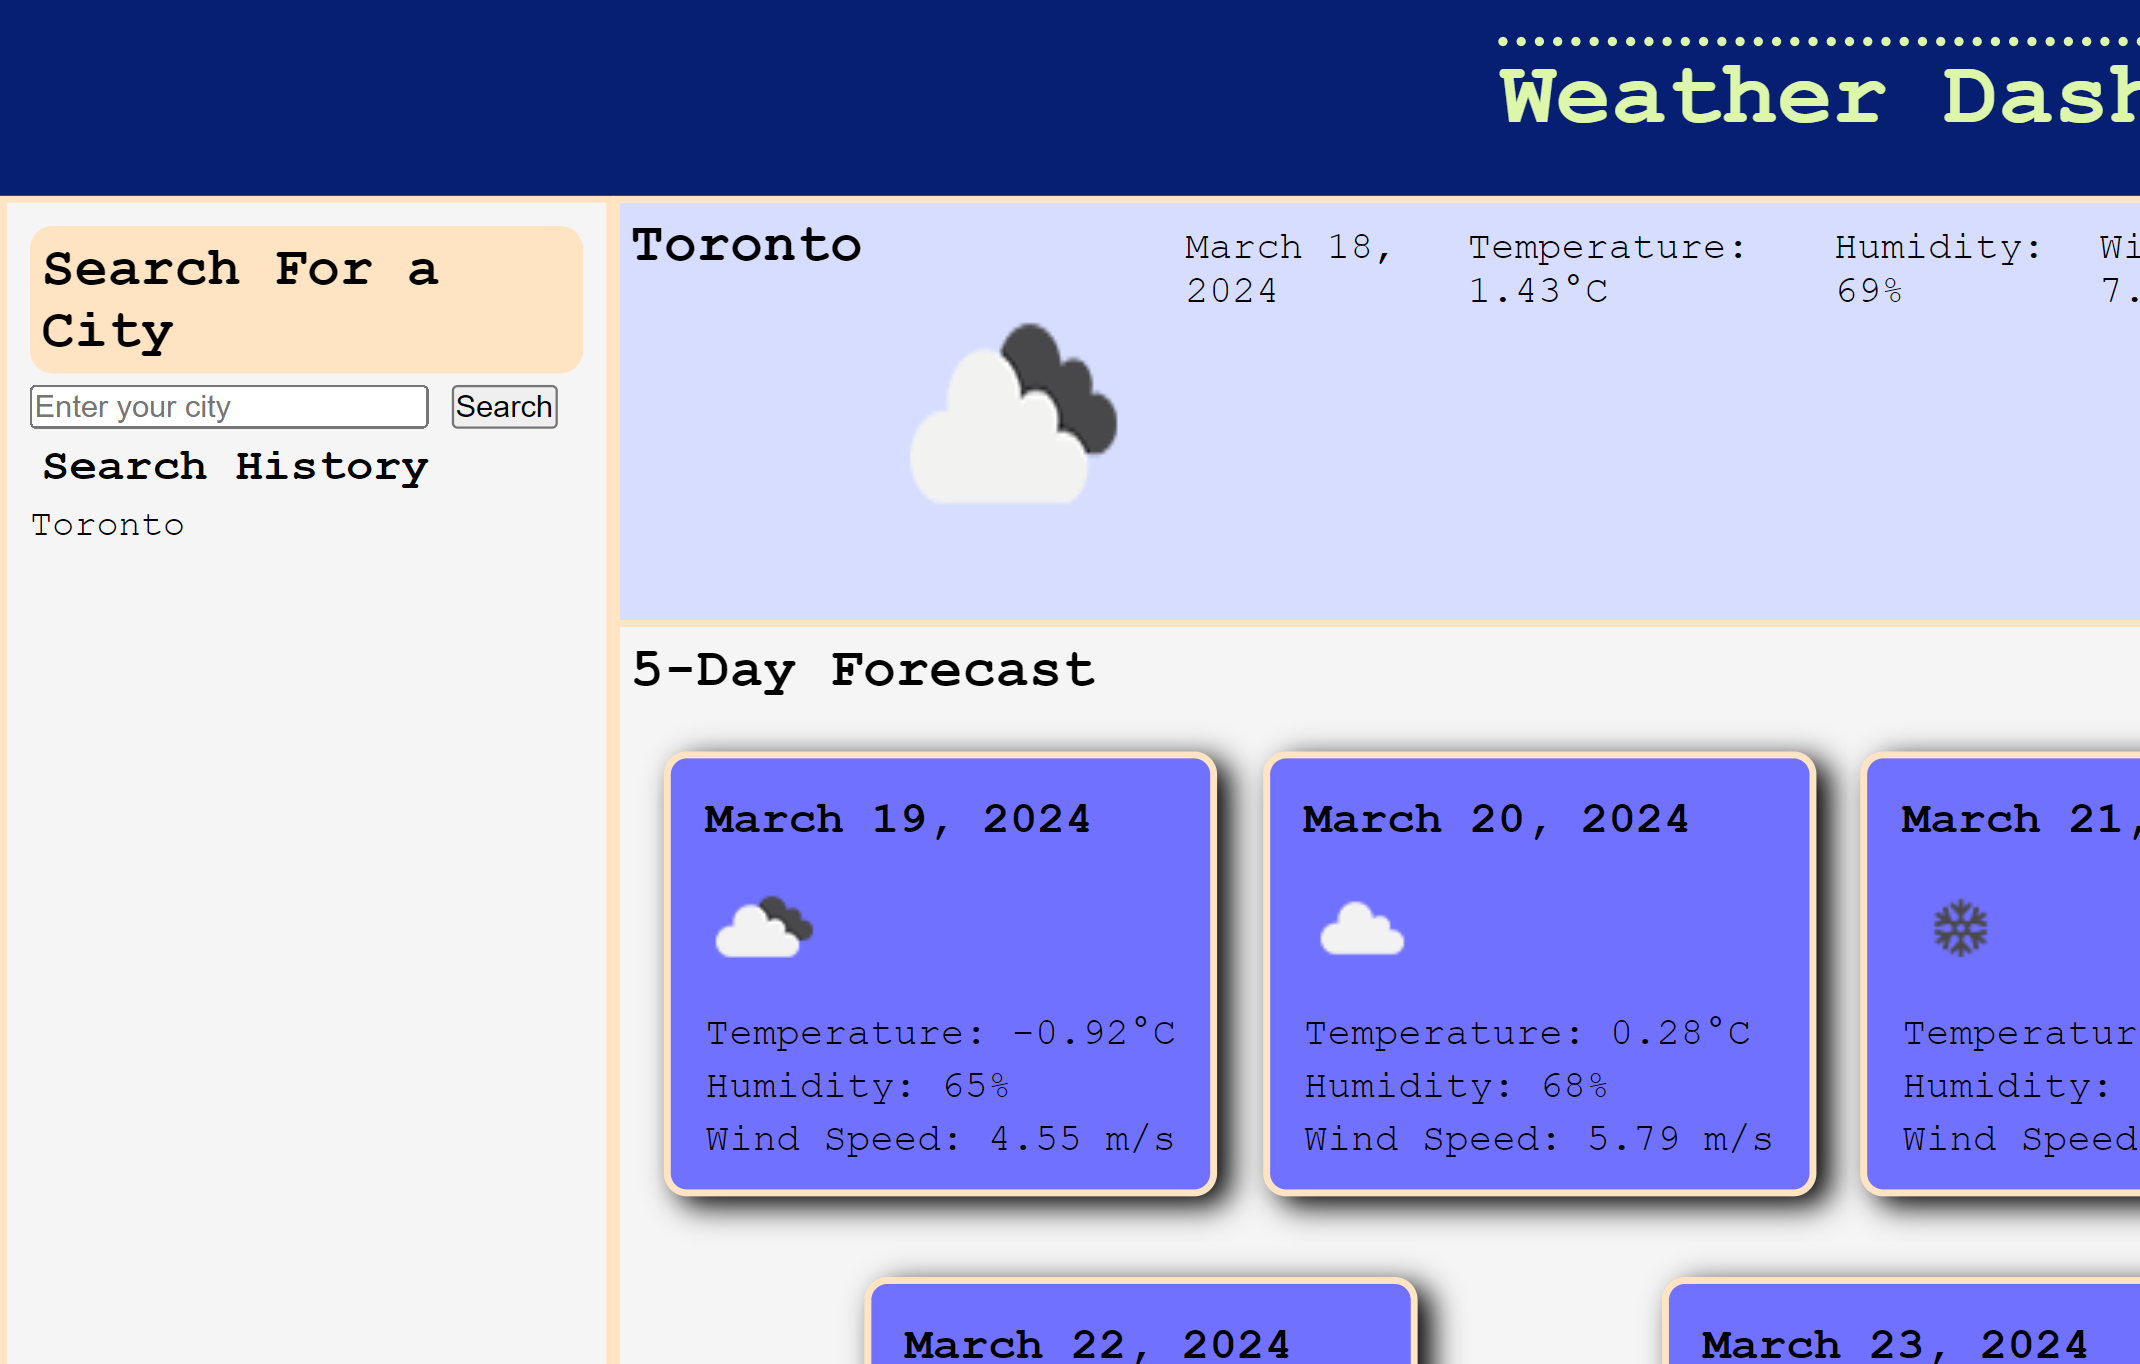 Weather Dash
Search For a
City
Enter your city
Search
Search History
Toronto
Toronto
March 18,
2024
Temperature:
1.43°C
Humidity:
69%
Wi
7.
5-Day Forecast
March 19, 2024
Temperature: -0.92°C
Humidity: 65%
Wind Speed: 4.55 m/s
March 20, 2024
Temperature: 0.28°C
Humidity: 68%
Wind Speed: 5.79 m/s
March 21,
Temperatur
Humidity:
Wind Speed
March 22, 2024
March 23, 2024